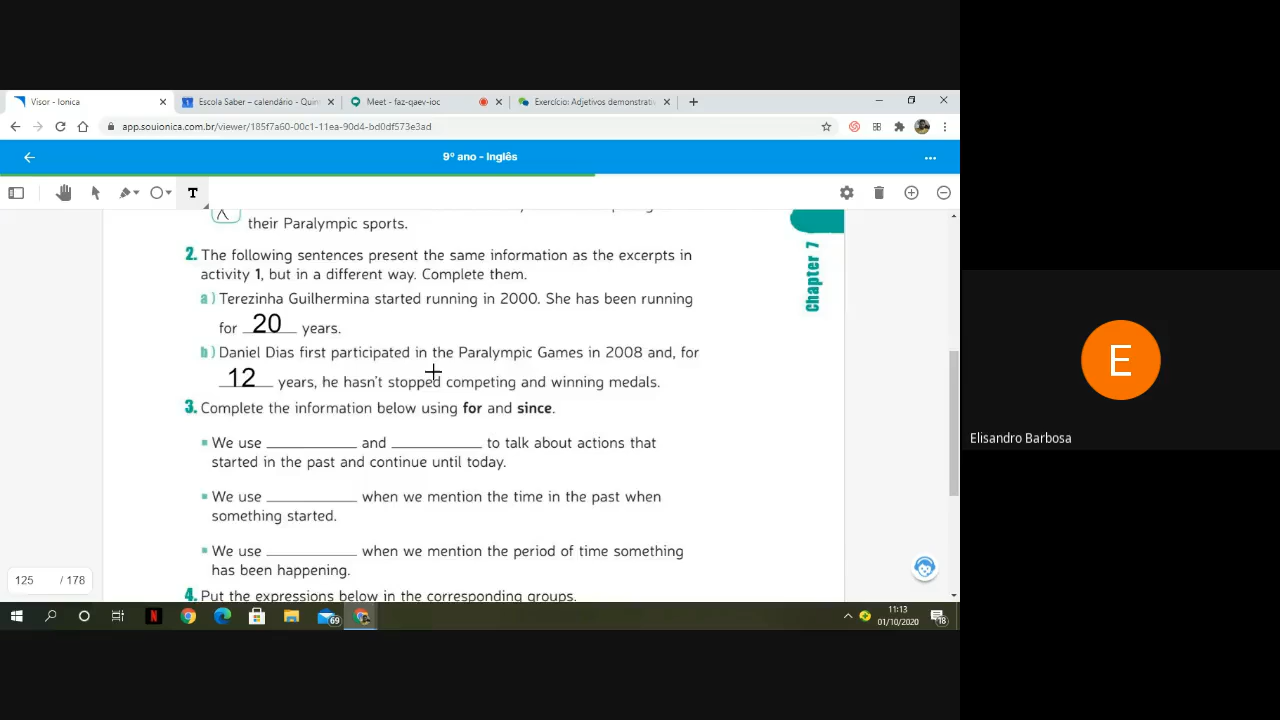 Visor - Ionica
Escola Saber – calendário - Quin
Meet - faz-qaev-ioc
Exercício: Adjetivos demonstrati
app.souionica.com.br/viewer/185f7a60-00c1-11ea-90d4-bd0df573e3ad
9º ano - Inglês
T
their Paralympic sports.
2. The following sentences present the same information as the excerpts in
activity 1, but in a different way. Complete them.
a) Terezinha Guilhermina started running in 2000. She has been running
for 20 years.
b) Daniel Dias first participated in the Paralympic Games in 2008 and, for
12 years, he hasn't stopped competing and winning medals.
3. Complete the information below using for and since.
We use ____________ and ____________ to talk about actions that
started in the past and continue until today.
We use ____________ when we mention the time in the past when
something started.
We use ____________ when we mention the period of time something
has been happening.
4. Put the expressions below in the corresponding groups.
Chapter 7
125 / 178
69
11:13
01/10/2020
18
E
Elisandro Barbosa